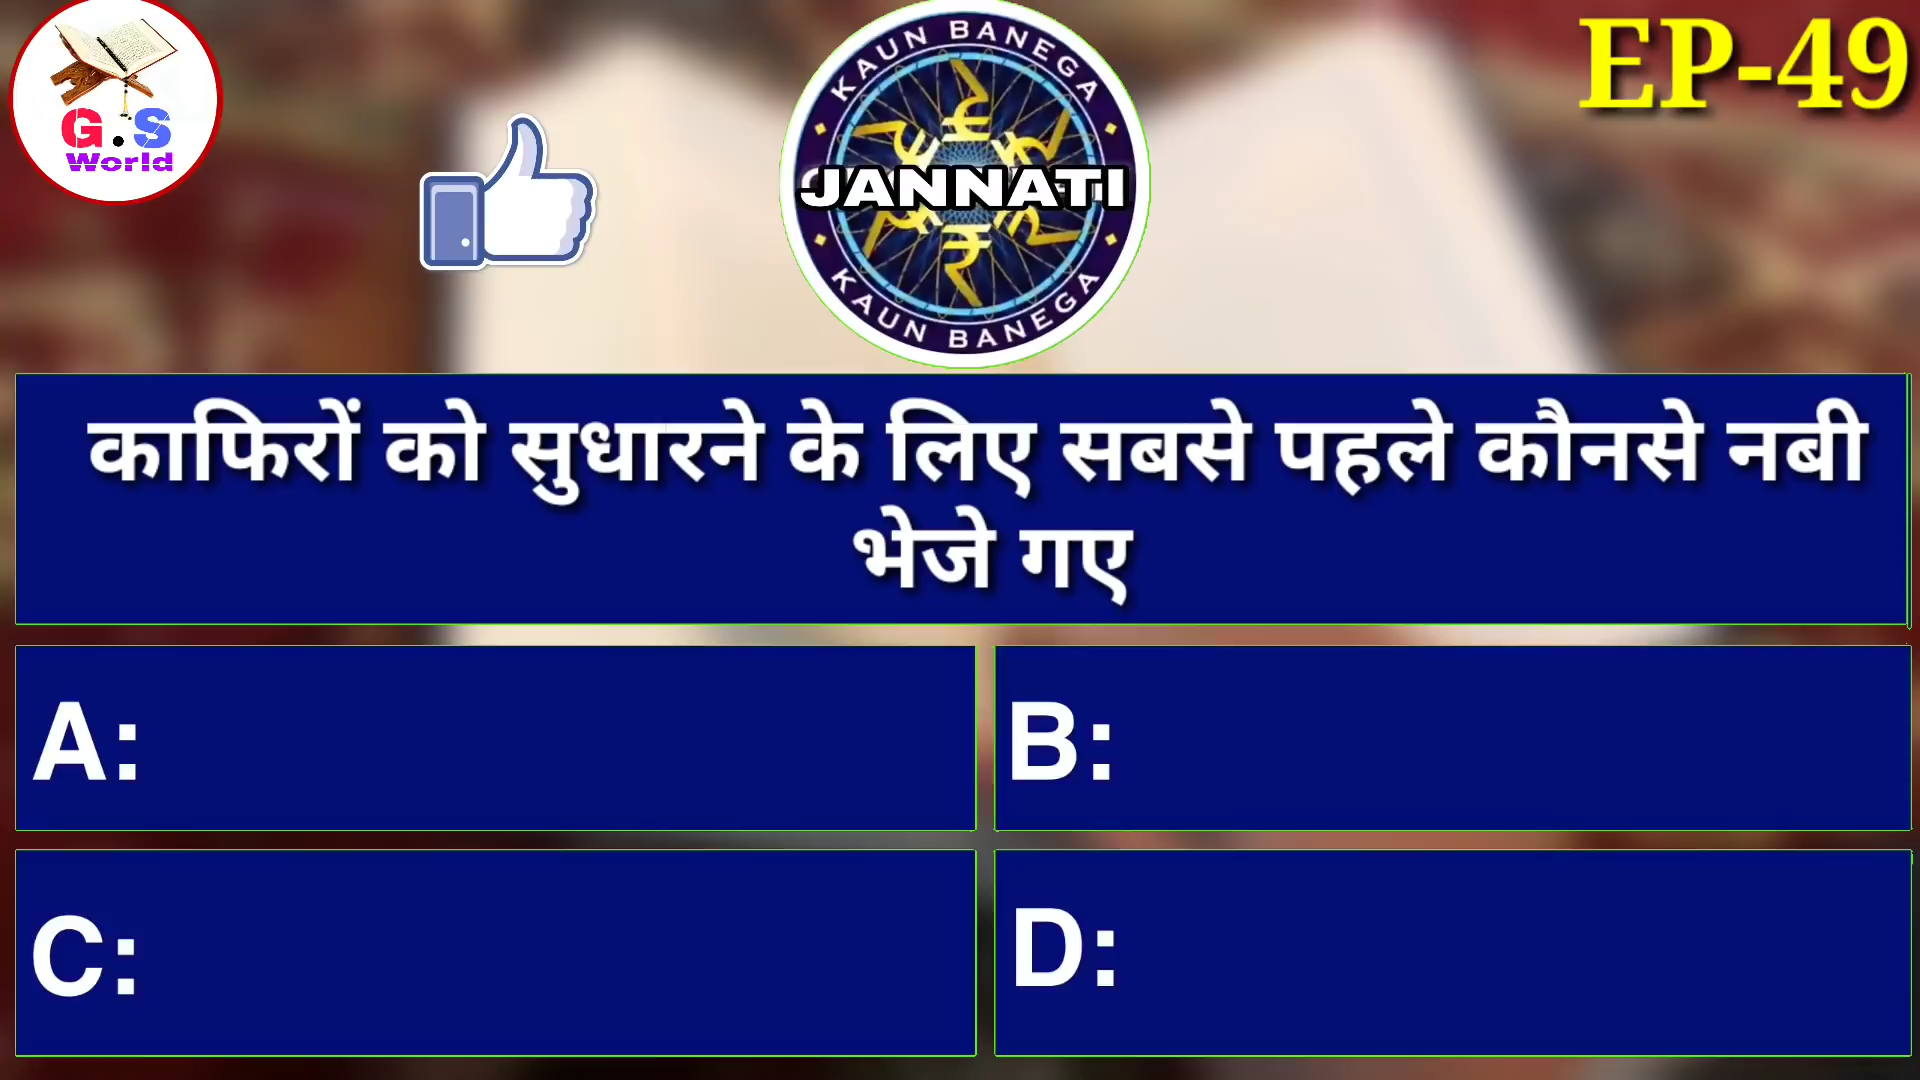 G.S
World
KAUN BANEGA
JANNATI
KAUN BANEGA
EP-49
काफिरों को सुधारने के लिए सबसे पहले कौनसे नबी
भेजे गए
A:
B:
C:
D: